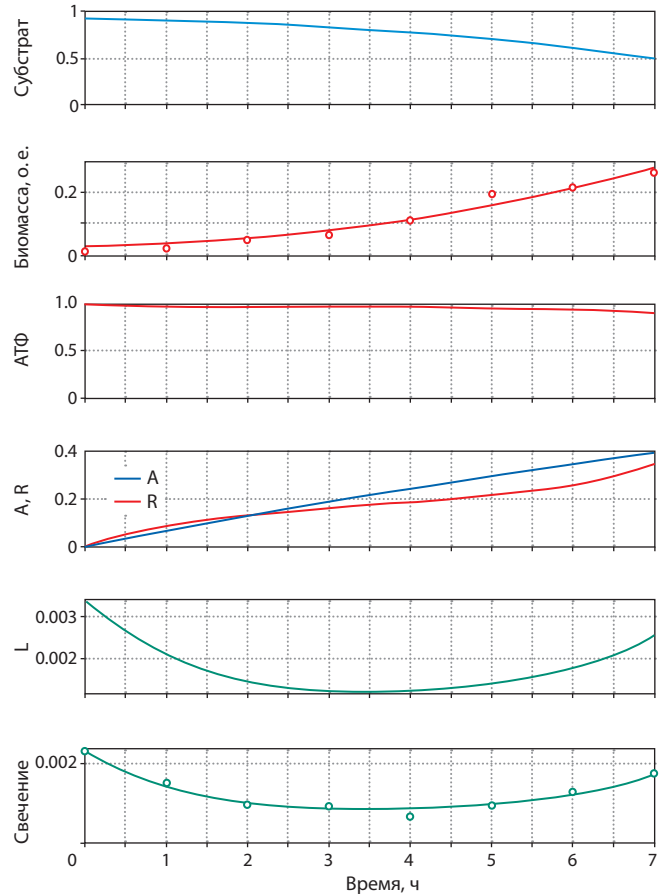 Субстрат
1
0.5
0
Биомасса, о. е.
0.2
0
АТФ
1.0
0.5
0
A, R
0.4
0.2
0
A
R
L
0.003
0.002
Свечение
0.002
0 1 2 3 4 5 6 7
Время, ч